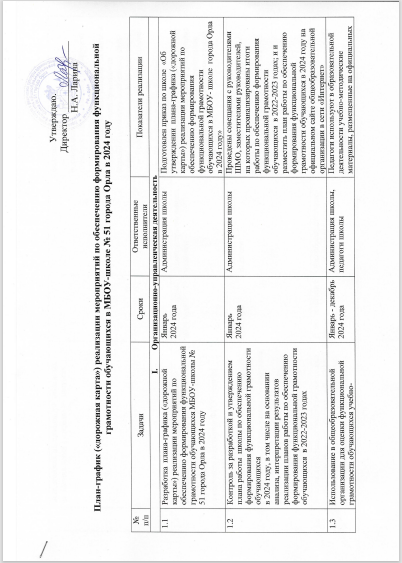 Утверждаю:
Директор Н.А. Ларина
План-график («дорожная карта») реализации мероприятий по обеспечению формирования функциональной
грамотности обучающихся в МБОУ-школе № 51 города Орла в 2024 году
№
п/п
Задачи
Сроки
Ответственные
исполнители
Показатели реализации
I. Организационно-управленческая деятельность
1.1
Разработка плана-графика («дорожной
карты») реализации мероприятий по
обеспечению формирования функциональной
грамотности обучающихся МБОУ-школы №
51 города Орла в 2024 году
Январь
2024 года
Администрация школы
Подготовлен приказ по школе «Об
утверждении плана-графика («дорожной
карты») реализации мероприятий по
обеспечению формирования
функциональной грамотности
обучающихся в МБОУ- школе города Орла
в 2024 году»
1.2
Контроль за разработкой и утверждением
плана работы школы по обеспечению
формирования функциональной грамотности
обучающихся
в 2024 году, в том числе на основании
анализа, интерпретации результатов
реализации планов работы по обеспечению
формирования функциональной грамотности
обучающихся в 2022-2023 годах
Январь
2024 года
Администрация школы
Проведены совещания с руководителями
ШМО, заместителями руководителей,
на которых проанализированы итоги
работы по обеспечению формирования
функциональной грамотности
обучающихся в 2022-2023 годах; и и
разместить план работы по обеспечению
формирования функциональной
грамотности обучающихся в 2024 году на
официальном сайте общеобразовательной
организации в сети «Интернет»
1.3
Использование в общеобразовательной
организации для оценки функциональной
грамотности обучающихся учебно-
Январь - декабрь
2024 года
Администрация школы,
педагоги школы
Педагоги используют в образовательной
деятельности учебно-методические
материалы, размещенные на официальных